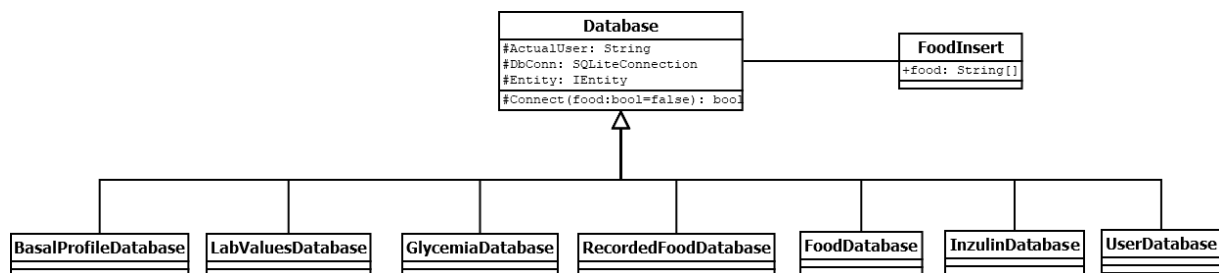 Database
#ActualUser: String
#DbConn: SQLiteConnection
#Entity: IEntity
#Connect(food:bool=false): bool
FoodInsert
+food: String[]
BasalProfileDatabase
LabValuesDatabase
GlycemiaDatabase
RecordedFoodDatabase
FoodDatabase
InzulinDatabase
UserDatabase